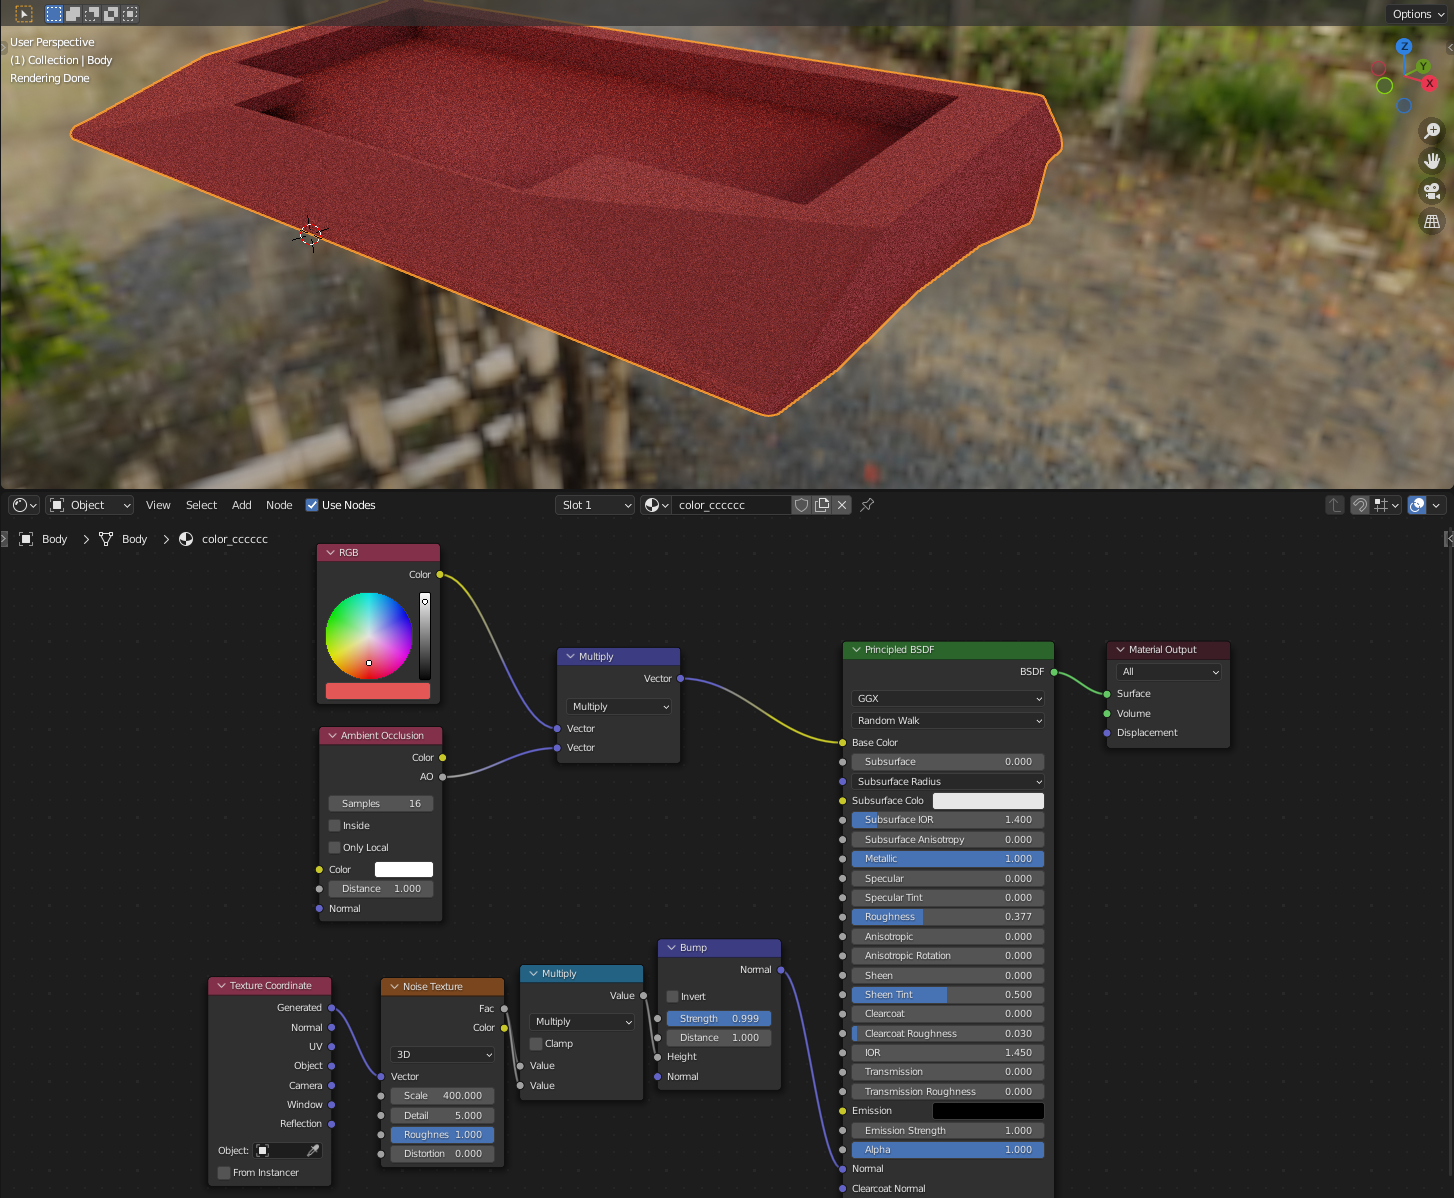 Options
User Perspective
(1) Collection | Body
Rendering Done
Z
Y
X
Object
View
Select
Add
Node
Use Nodes
Slot 1
color_cccccc
Body
Body
color_cccccc
RGB
Color
Ambient Occlusion
Color
AO
Samples 16
Inside
Only Local
Color
Distance 1.000
Normal
Multiply
Vector
Multiply
Vector
Vector
Texture Coordinate
Generated
Normal
UV
Object
Camera
Window
Reflection
Object:
From Instancer
Noise Texture
Fac
Color
3D
Vector
Scale 400.000
Detail 5.000
Roughnes 1.000
Distortion 0.000
Multiply
Value
Multiply
Clamp
Value
Value
Bump
Normal
Invert
Strength 0.999
Distance 1.000
Height
Normal
Principled BSDF
BSDF
GGX
Random Walk
Base Color
Subsurface 0.000
Subsurface Radius
Subsurface Colo
Subsurface IOR 1.400
Subsurface Anisotropy 0.000
Metallic 1.000
Specular 0.000
Specular Tint 0.000
Roughness 0.377
Anisotropic 0.000
Anisotropic Rotation 0.000
Sheen 0.000
Sheen Tint 0.500
Clearcoat 0.000
Clearcoat Roughness 0.030
IOR 1.450
Transmission 0.000
Transmission Roughness 0.000
Emission
Emission Strength 1.000
Alpha 1.000
Normal
Clearcoat Normal
Material Output
All
Surface
Volume
Displacement